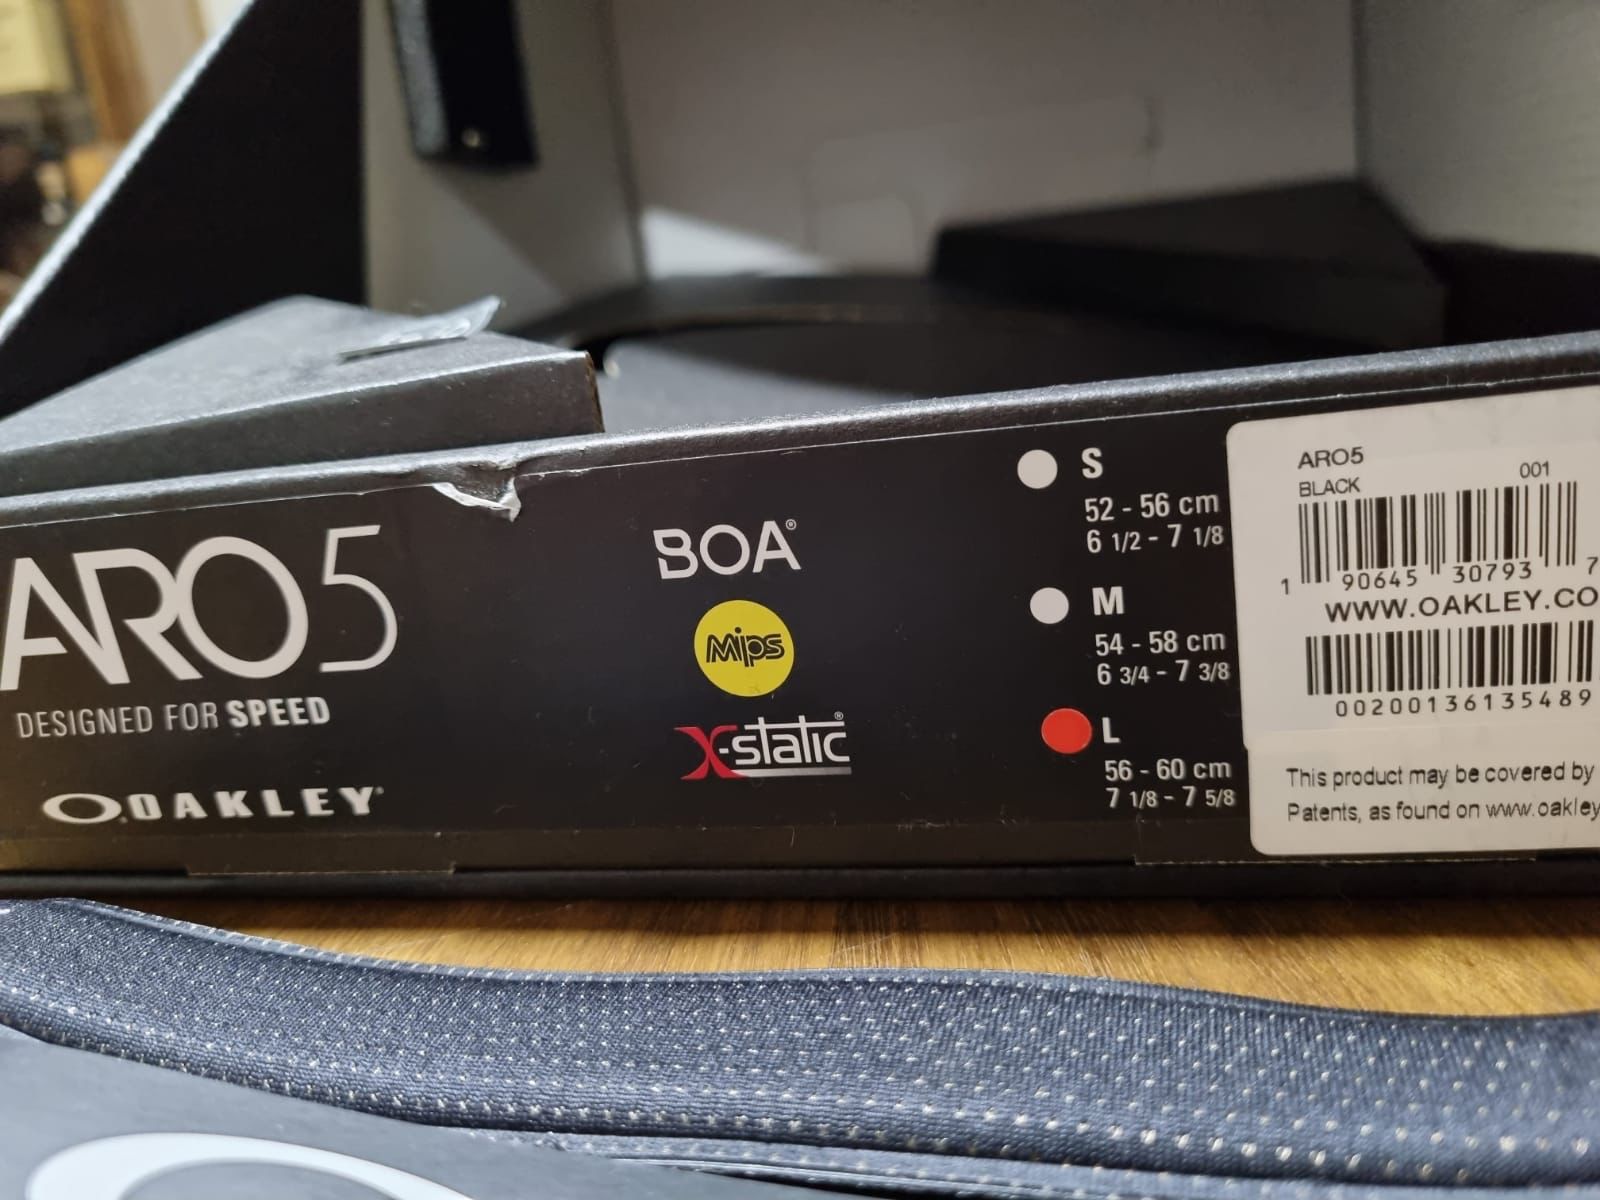 ARO5
DESIGNED FOR SPEED
OAKLEY
BOA®
Mips
X-static®
S
52 - 56 cm
6 1/2 - 7 1/8
M
54 - 58 cm
6 3/4 - 7 3/8
L
56 - 60 cm
7 1/8 - 7 5/8
ARO5
BLACK 001
1 90645 30793 7
WWW.OAKLEY.CO
00200136135489
This product may be covered by
Patents, as found on www.oakley